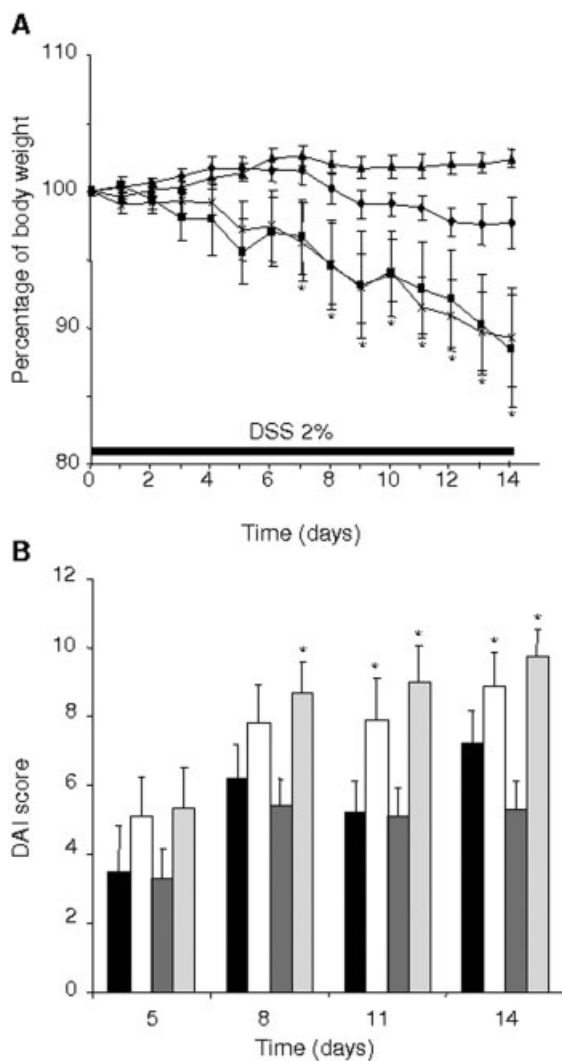 A
110
100
90
80
Percentage of body weight
* * * * * * * *
DSS 2%
0 2 4 6 8 10 12 14
Time (days)
B
12
10
8
6
4
2
0
DAI score
* * * * *
5 8 11 14
Time (days)